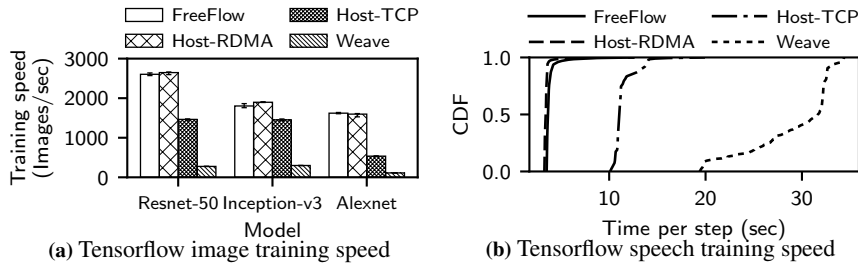 FreeFlow Host-TCP
Host-RDMA Weave
3000
2000
1000
0
Training speed
(Images/sec)
Resnet-50 Inception-v3 Alexnet
Model
(a) Tensorflow image training speed
FreeFlow Host-TCP
Host-RDMA Weave
1.0
0.5
0.0
CDF
10 20 30
Time per step (sec)
(b) Tensorflow speech training speed